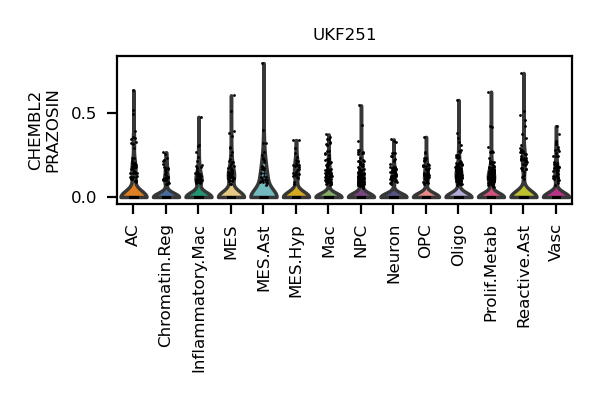 UKF251
CHEMBL2
PRAZOSIN
0.5
0.0
AC
Chromatin.Reg
Inflammatory.Mac
MES
MES.Ast
MES.Hyp
Mac
NPC
Neuron
OPC
Oligo
Prolif.Metab
Reactive.Ast
Vasc